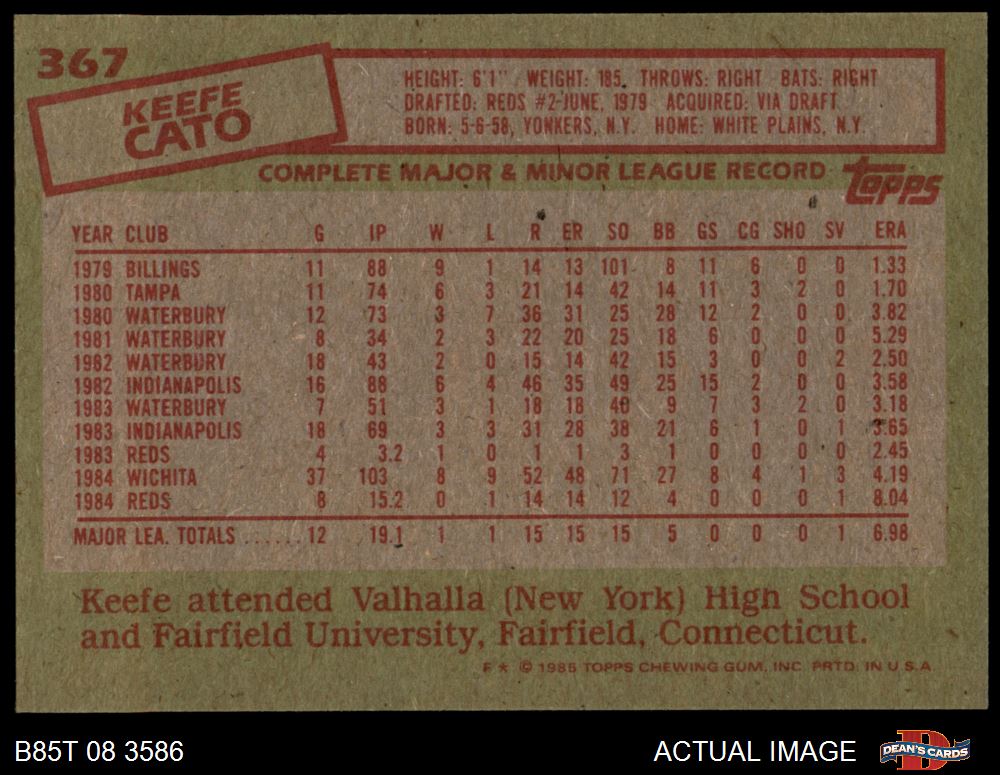 367
KEEFE
CATO
HEIGHT: 6'1" WEIGHT: 185. THROWS: RIGHT BATS: RIGHT
DRAFTED: REDS #2-JUNE, 1979 ACQUIRED: VIA DRAFT
BORN: 5-6-58, YONKERS, N.Y. HOME: WHITE PLAINS, N.Y.
COMPLETE MAJOR & MINOR LEAGUE RECORD
topps
YEAR CLUB G IP W L R ER SO BB GS CG SHO SV ERA
1979 BILLINGS 11 88 9 1 14 13 101 8 11 6 0 0 1.33
1980 TAMPA 11 74 6 3 21 14 42 14 11 3 2 0 1.70
1980 WATERBURY 12 73 3 7 36 31 25 28 12 2 0 0 3.82
1981 WATERBURY 8 34 2 3 22 20 25 18 6 0 0 0 5.29
1982 WATERBURY 18 43 2 0 15 14 42 15 3 0 0 2 2.50
1982 INDIANAPOLIS 16 88 6 4 46 35 49 25 15 2 0 0 3.58
1983 WATERBURY 7 51 3 1 18 18 40 9 7 3 2 0 3.18
1983 INDIANAPOLIS 18 69 3 3 31 28 38 21 6 1 0 1 3.65
1983 REDS 4 3.2 1 0 1 1 3 1 0 0 0 0 2.45
1984 WICHITA 37 103 8 9 52 48 71 27 8 4 1 3 4.19
1984 REDS 8 15.2 0 1 14 14 12 4 0 0 0 1 8.04
MAJOR LEA. TOTALS ...... 12 19.1 1 1 15 15 15 5 0 0 0 1 6.98
Keefe attended Valhalla (New York) High School
and Fairfield University, Fairfield, Connecticut.
F * © 1985 TOPPS CHEWING GUM, INC. PRTD. IN U.S.A.
B85T 08 3586
ACTUAL IMAGE
D
DEAN'S CARDS